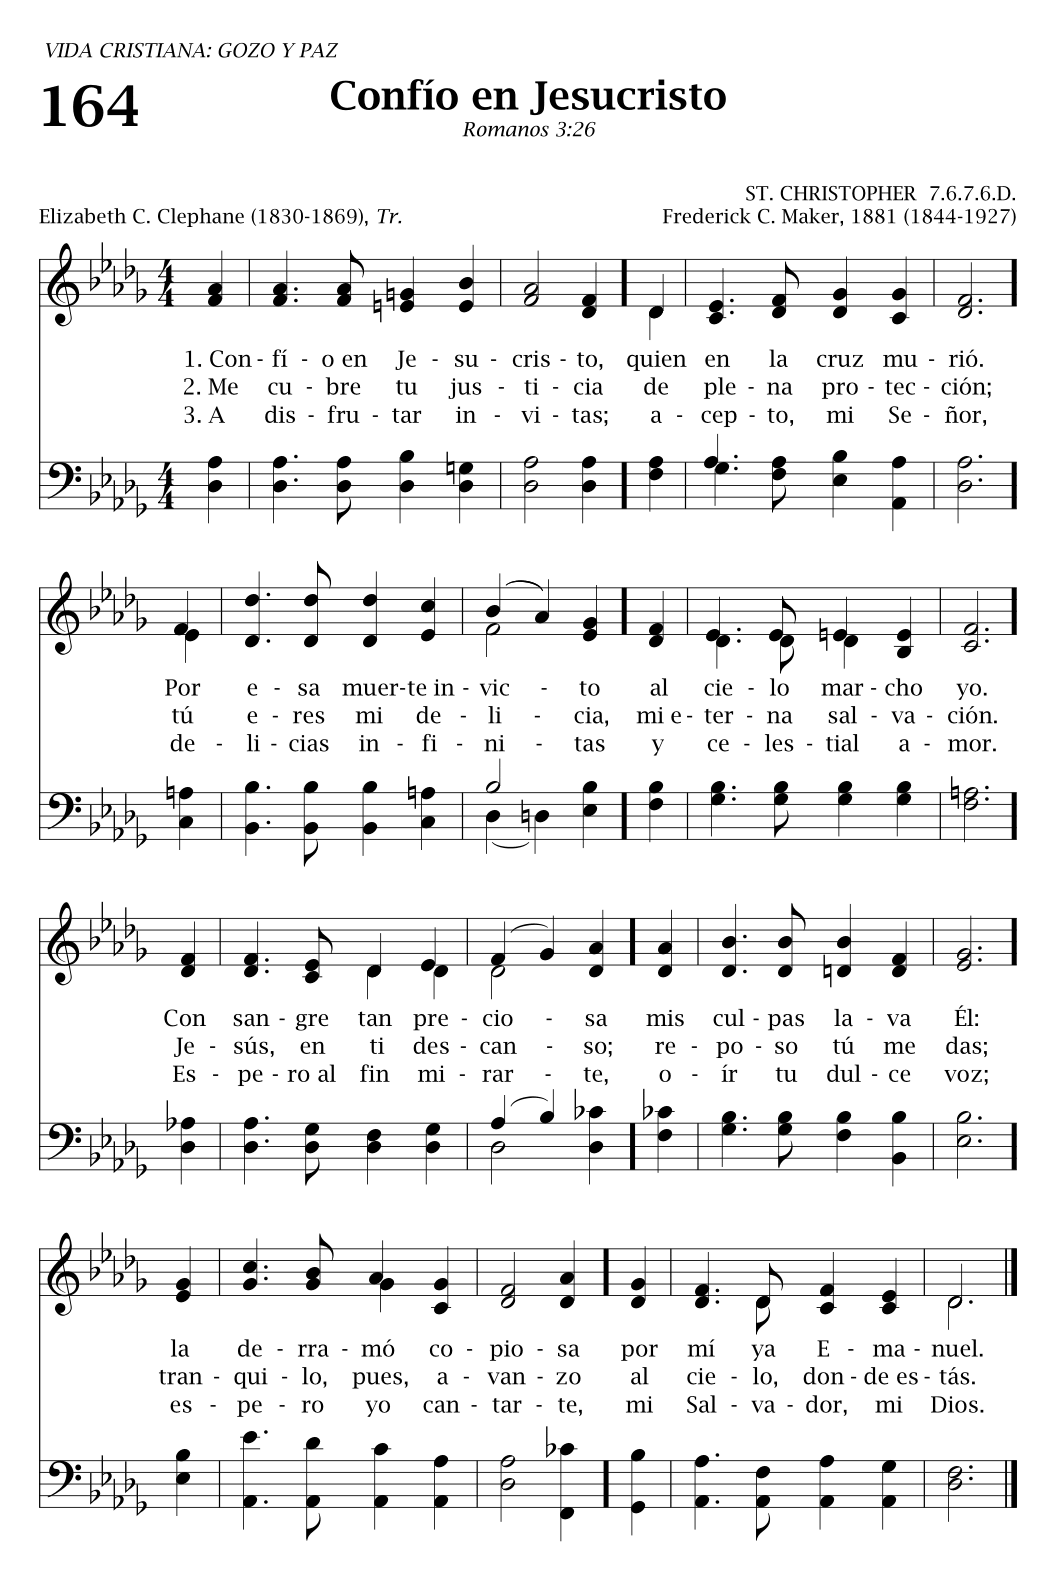 VIDA CRISTIANA: GOZO Y PAZ
164
Confío en Jesucristo
Romanos 3:26
ST. CHRISTOPHER 7.6.7.6.D.
Elizabeth C. Clephane (1830-1869), Tr.
Frederick C. Maker, 1881 (1844-1927)
1. Con - fí - o en Je - su - cris - to, quien en la cruz mu - rió.
2. Me cu - bre tu jus - ti - cia de ple - na pro - tec - ción;
3. A dis - fru - tar in - vi - tas; a - cep - to, mi Se - ñor,
Por e - sa muer - te in - vic - to al cie - lo mar - cho yo.
tú e - res mi de - li - cia, mi e - ter - na sal - va - ción.
de - li - cias in - fi - ni - tas y ce - les - tial a - mor.
Con san - gre tan pre - cio - sa mis cul - pas la - va Él:
Je - sús, en ti des - can - so; re - po - so tú me das;
Es - pe - ro al fin mi - rar - te, o - ír tu dul - ce voz;
la de - rra - mó co - pio - sa por mí ya E - ma - nuel.
tran - qui - lo, pues, a - van - zo al cie - lo, don - de es - tás.
es - pe - ro yo can - tar - te, mi Sal - va - dor, mi Dios.